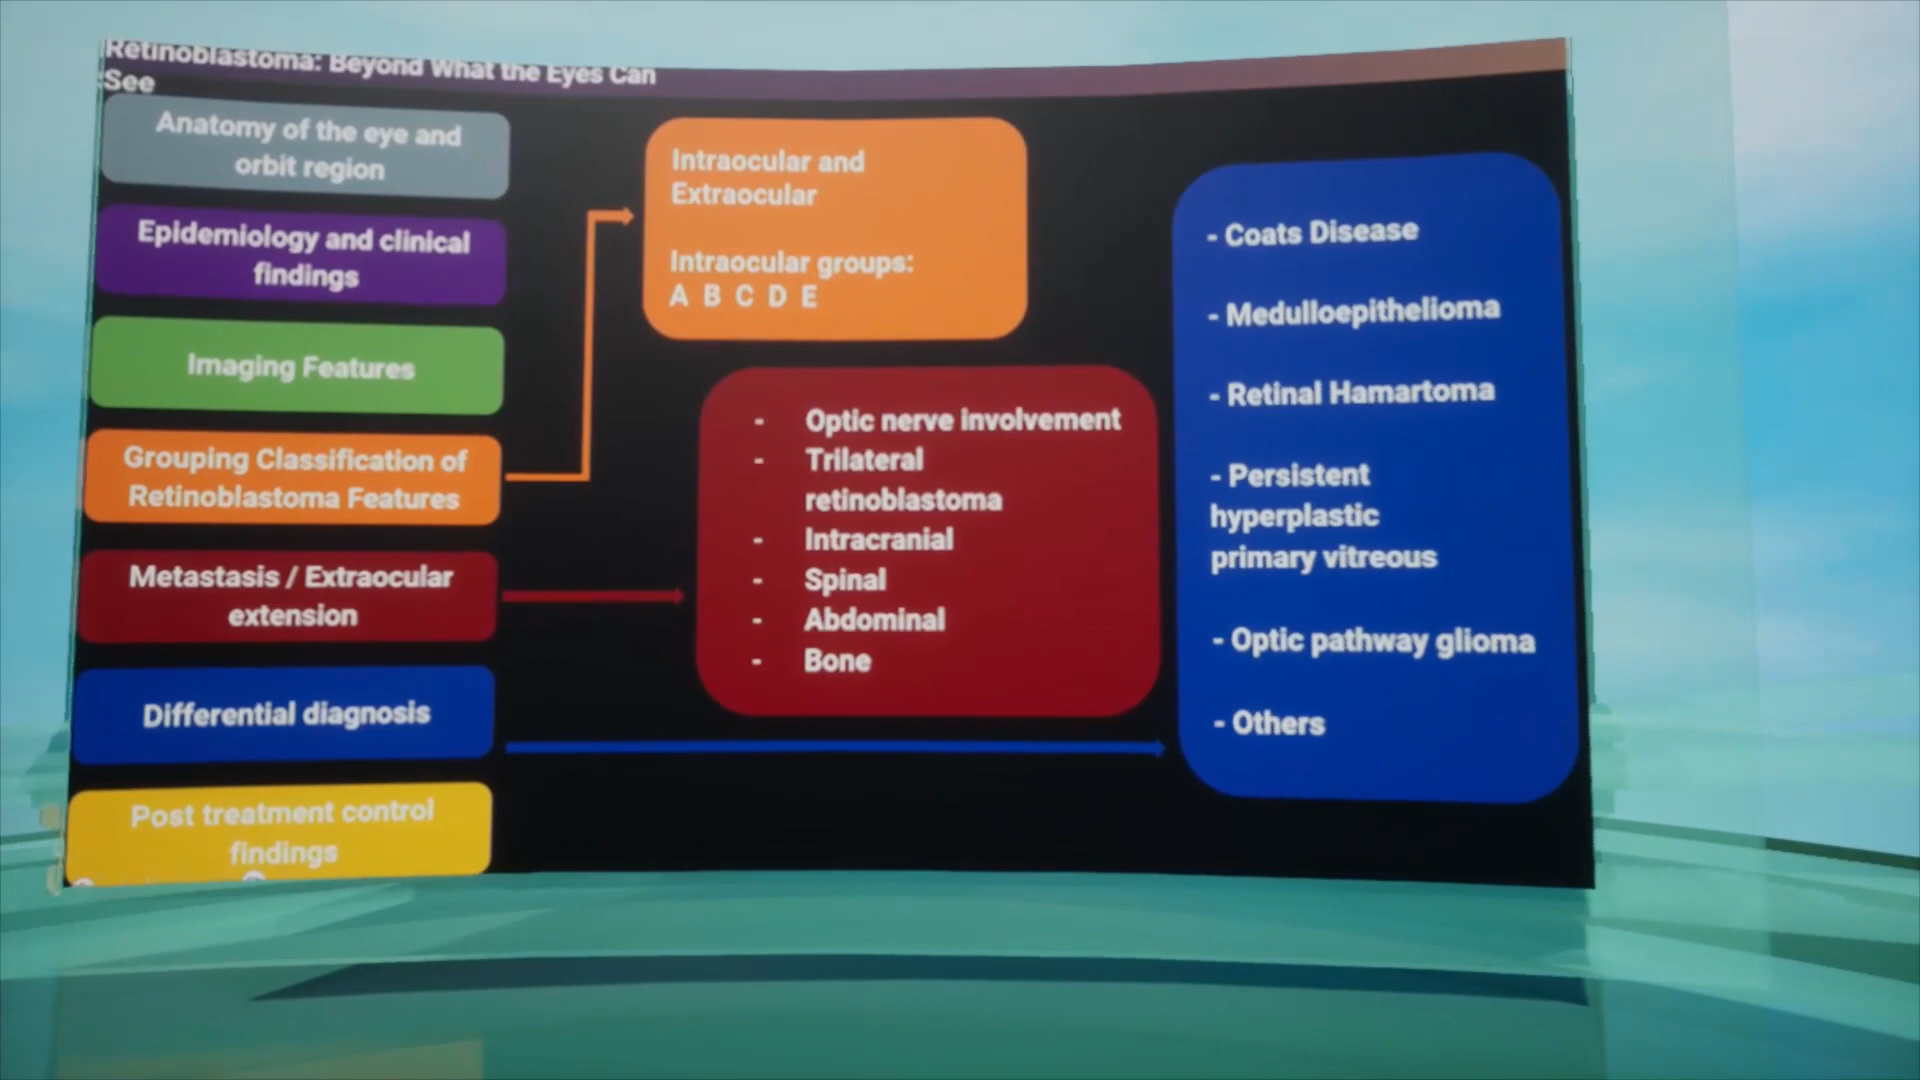 Retinoblastoma: Beyond What the Eyes Can
See
Anatomy of the eye and
orbit region
Epidemiology and clinical
findings
Imaging Features
Grouping Classification of
Retinoblastoma Features
Metastasis / Extraocular
extension
Differential diagnosis
Post treatment control
findings
Intraocular and
Extraocular
Intraocular groups:
A B C D E
- Optic nerve involvement
- Trilateral
retinoblastoma
- Intracranial
- Spinal
- Abdominal
- Bone
- Coats Disease
- Medulloepithelioma
- Retinal Hamartoma
- Persistent
hyperplastic
primary vitreous
- Optic pathway glioma
- Others